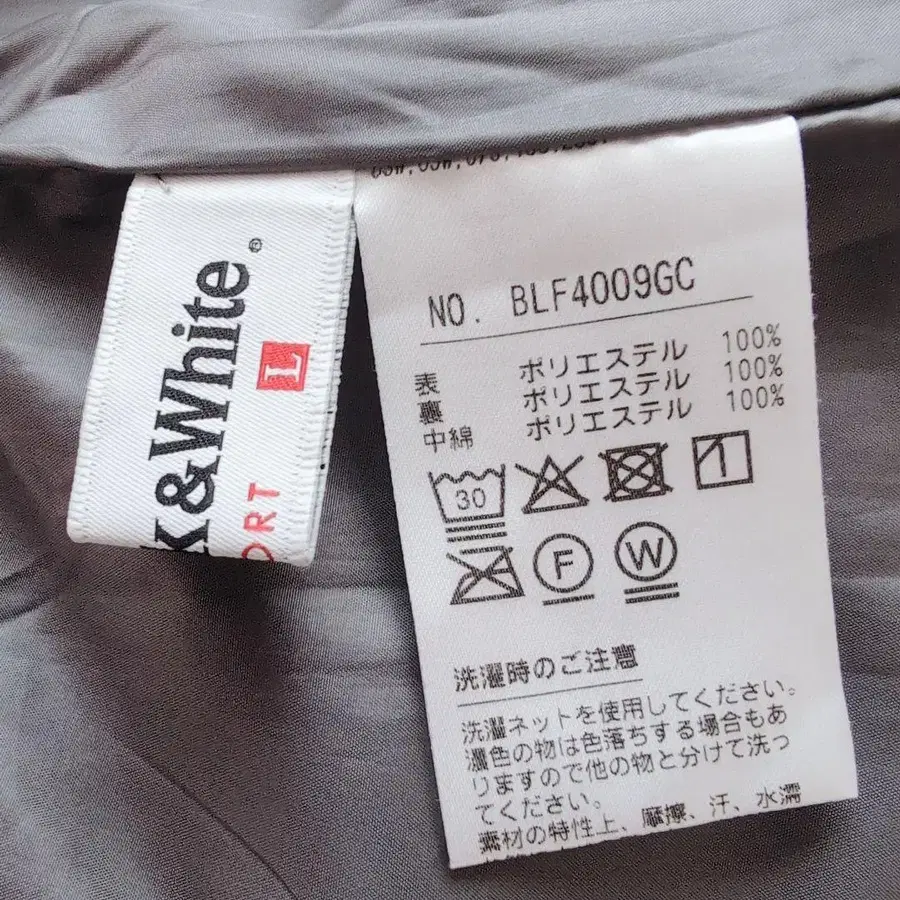 &White®
L
ORT
NO. BLF4009GC
表 ポリエステル 100%
裏 ポリエステル 100%
中綿 ポリエステル 100%
30
F W
洗濯時のご注意
洗濯ネットを使用してください。
濃色の物は色落ちする場合もあ
りますので他の物と分けて洗っ
てください。
素材の特性上、摩擦、汗、水濡